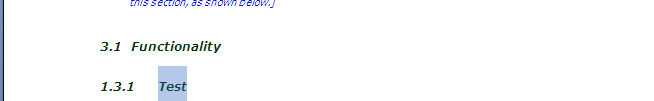 this section, as shown below.]
3.1 Functionality
1.3.1 Test